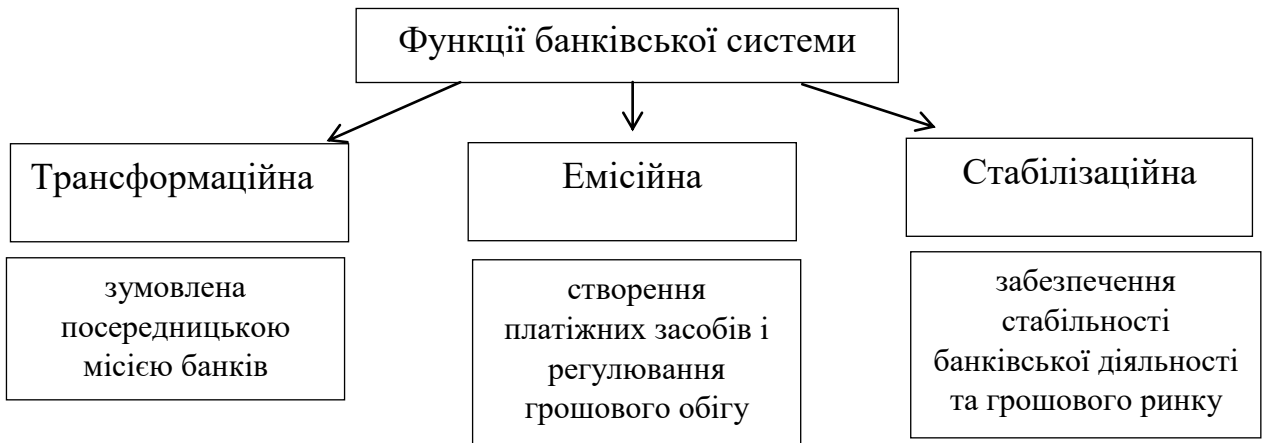 Функції банківської системи
Трансформаційна
Емісійна
Стабілізаційна
зумовлена
посередницькою
місією банків
створення
платіжних засобів і
регулювання
грошового обігу
забезпечення
стабільності
банківської діяльності
та грошового ринку